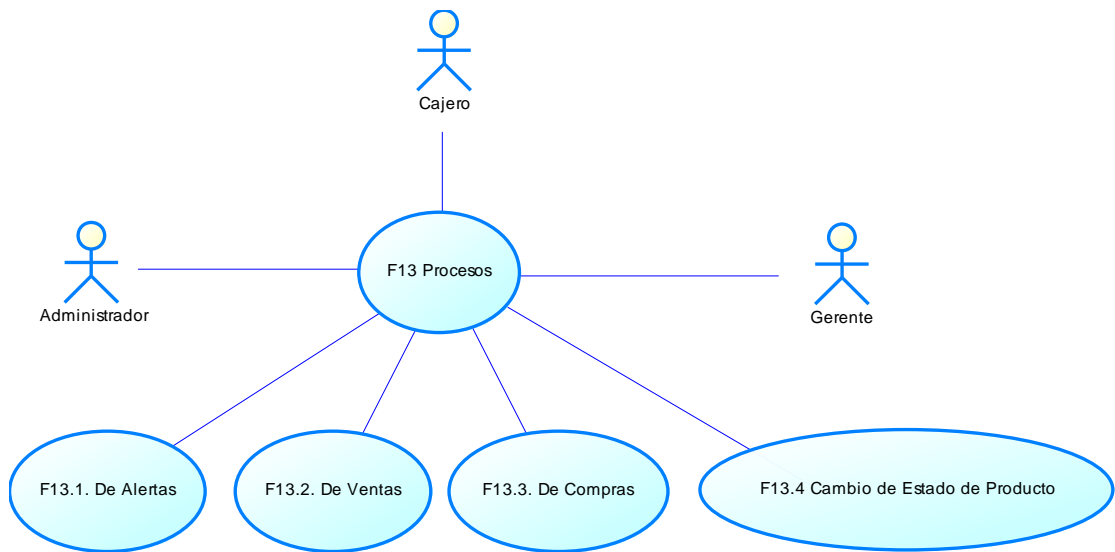 Cajero
F13 Procesos
Administrador
Gerente
F13.1. De Alertas
F13.2. De Ventas
F13.3. De Compras
F13.4 Cambio de Estado de Producto